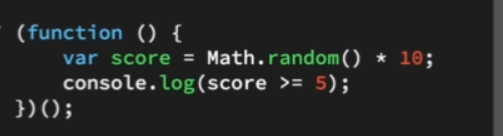 (function () {
var score = Math.random() * 10;
console.log(score >= 5);
})();